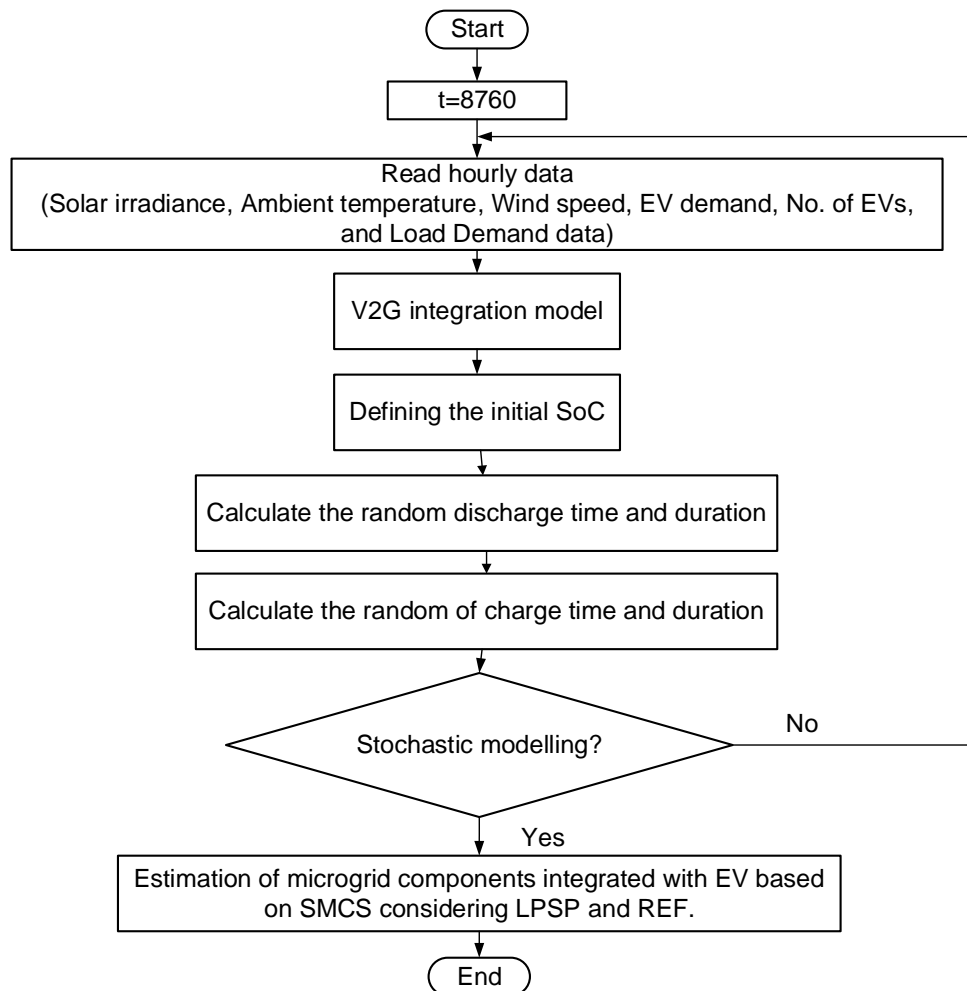 Start
t=8760
Read hourly data
(Solar irradiance, Ambient temperature, Wind speed, EV demand, No. of EVs,
and Load Demand data)
V2G integration model
Defining the initial SoC
Calculate the random discharge time and duration
Calculate the random of charge time and duration
Stochastic modelling?
No
Yes
Estimation of microgrid components integrated with EV based
on SMCS considering LPSP and REF.
End